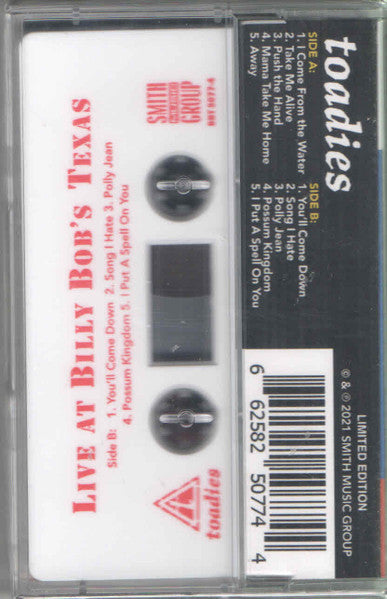 LIVE AT BILLY BOB'S TEXAS
Side B: 1. You'll Come Down 2. Song I Hate 3. Polly Jean
4. Possum Kingdom 5. I Put A Spell On You
SMITH
GROUP
toadies
toadies
SIDE A:
1. I Come From the Water
2. Take Me Alive
3. Push the Hand
4. Mama Take Me Home
5. Away
SIDE B:
1. You'll Come Down
2. Song I Hate
3. Polly Jean
4. Possum Kingdom
5. I Put A Spell On You
LIMITED EDITION
© & ℗ 2021 SMITH MUSIC GROUP
6 62582 50774 4